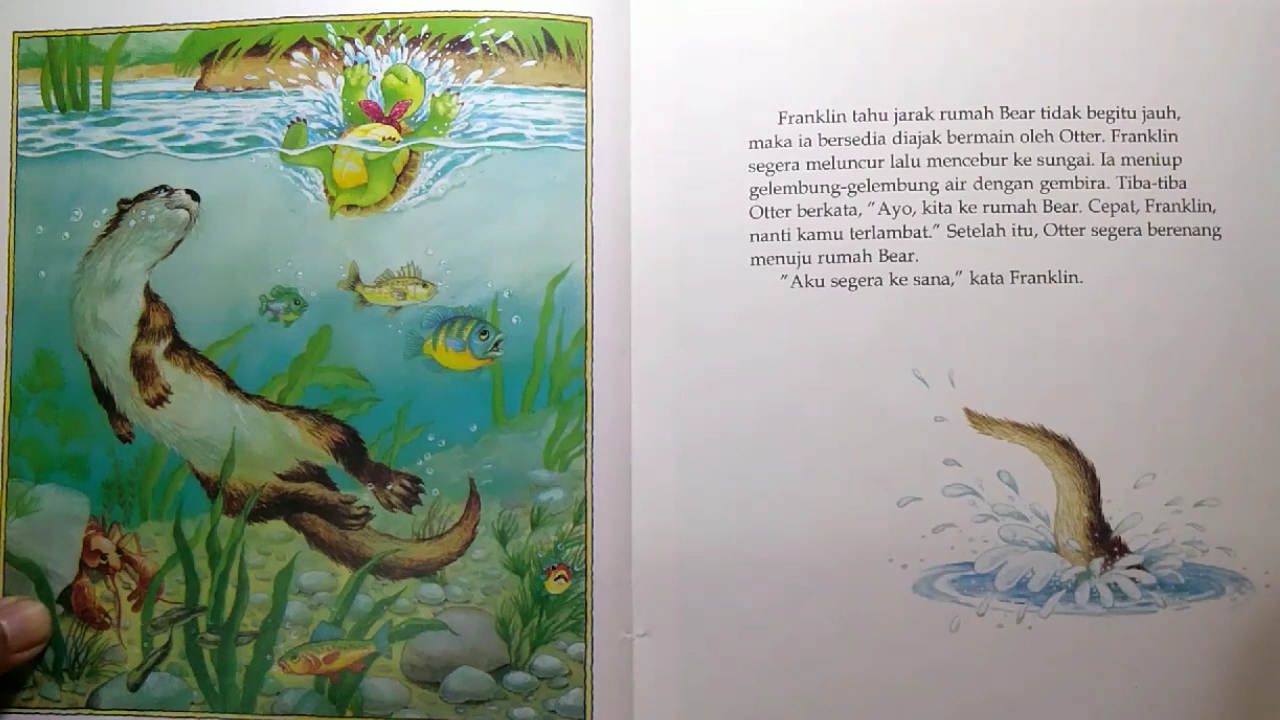 Franklin tahu jarak rumah Bear tidak begitu jauh,
maka ia bersedia diajak bermain oleh Otter. Franklin
segera meluncur lalu mencebur ke sungai. Ia meniup
gelembung-gelembung air dengan gembira. Tiba-tiba
Otter berkata, "Ayo, kita ke rumah Bear. Cepat, Franklin,
nanti kamu terlambat." Setelah itu, Otter segera berenang
menuju rumah Bear.
"Aku segera ke sana," kata Franklin.